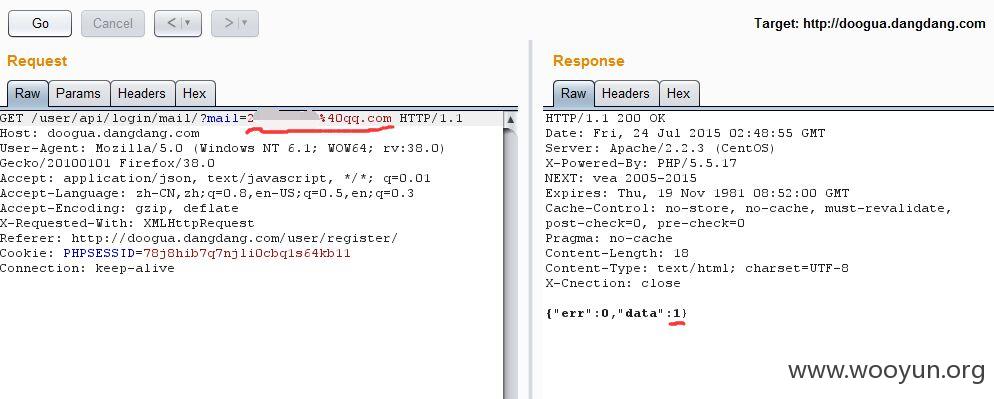 Go
Cancel
<
>
Target: http://doogua.dangdang.com
Request
Raw
Params
Headers
Hex
GET /user/api/login/mail/?mail=2 %40qq.com HTTP/1.1
Host: doogua.dangdang.com
User-Agent: Mozilla/5.0 (Windows NT 6.1; WOW64; rv:38.0)
Gecko/20100101 Firefox/38.0
Accept: application/json, text/javascript, */*; q=0.01
Accept-Language: zh-CN,zh;q=0.8,en-US;q=0.5,en;q=0.3
Accept-Encoding: gzip, deflate
X-Requested-With: XMLHttpRequest
Referer: http://doogua.dangdang.com/user/register/
Cookie: PHPSESSID=78j8hib7q7njli0cbq1s64kbl1
Connection: keep-alive
Response
Raw
Headers
Hex
HTTP/1.1 200 OK
Date: Fri, 24 Jul 2015 02:48:55 GMT
Server: Apache/2.2.3 (CentOS)
X-Powered-By: PHP/5.5.17
NEXT: vea 2005-2015
Expires: Thu, 19 Nov 1981 08:52:00 GMT
Cache-Control: no-store, no-cache, must-revalidate,
post-check=0, pre-check=0
Pragma: no-cache
Content-Length: 18
Content-Type: text/html; charset=UTF-8
X-Cnection: close
{"err":0,"data":1}
www.wooyun.org